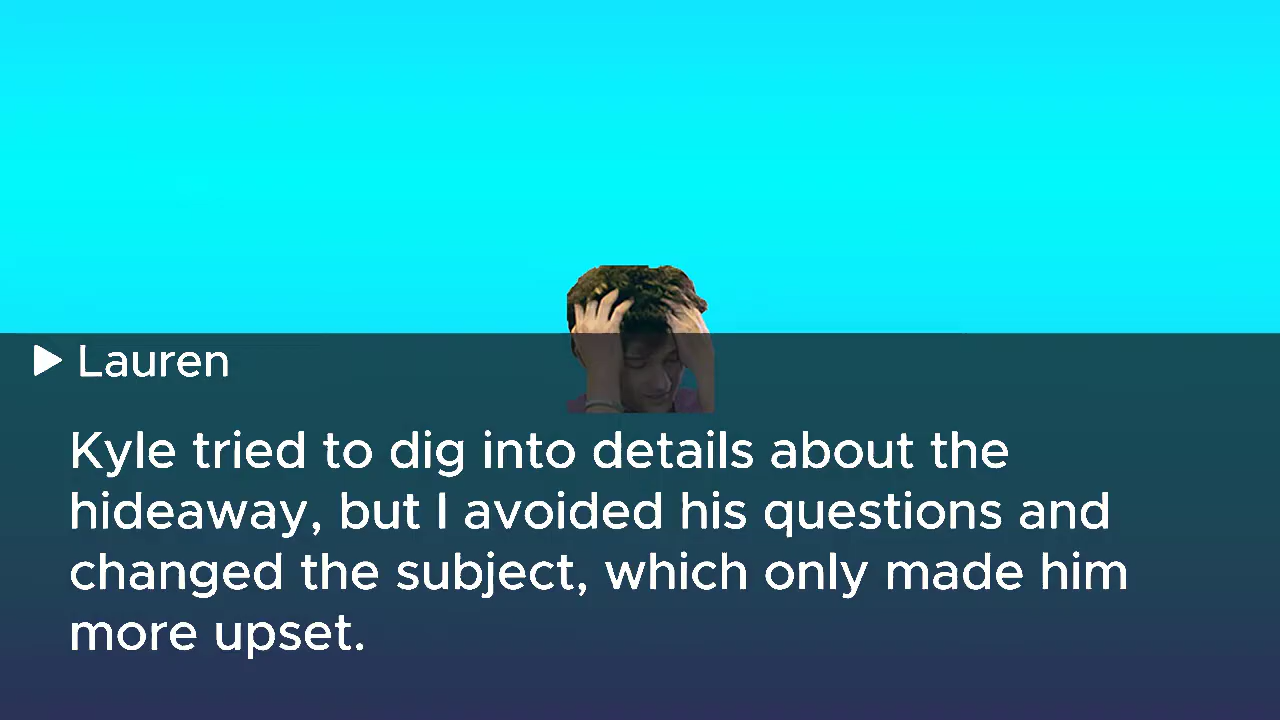 Lauren
Kyle tried to dig into details about the
hideaway, but I avoided his questions and
changed the subject, which only made him
more upset.